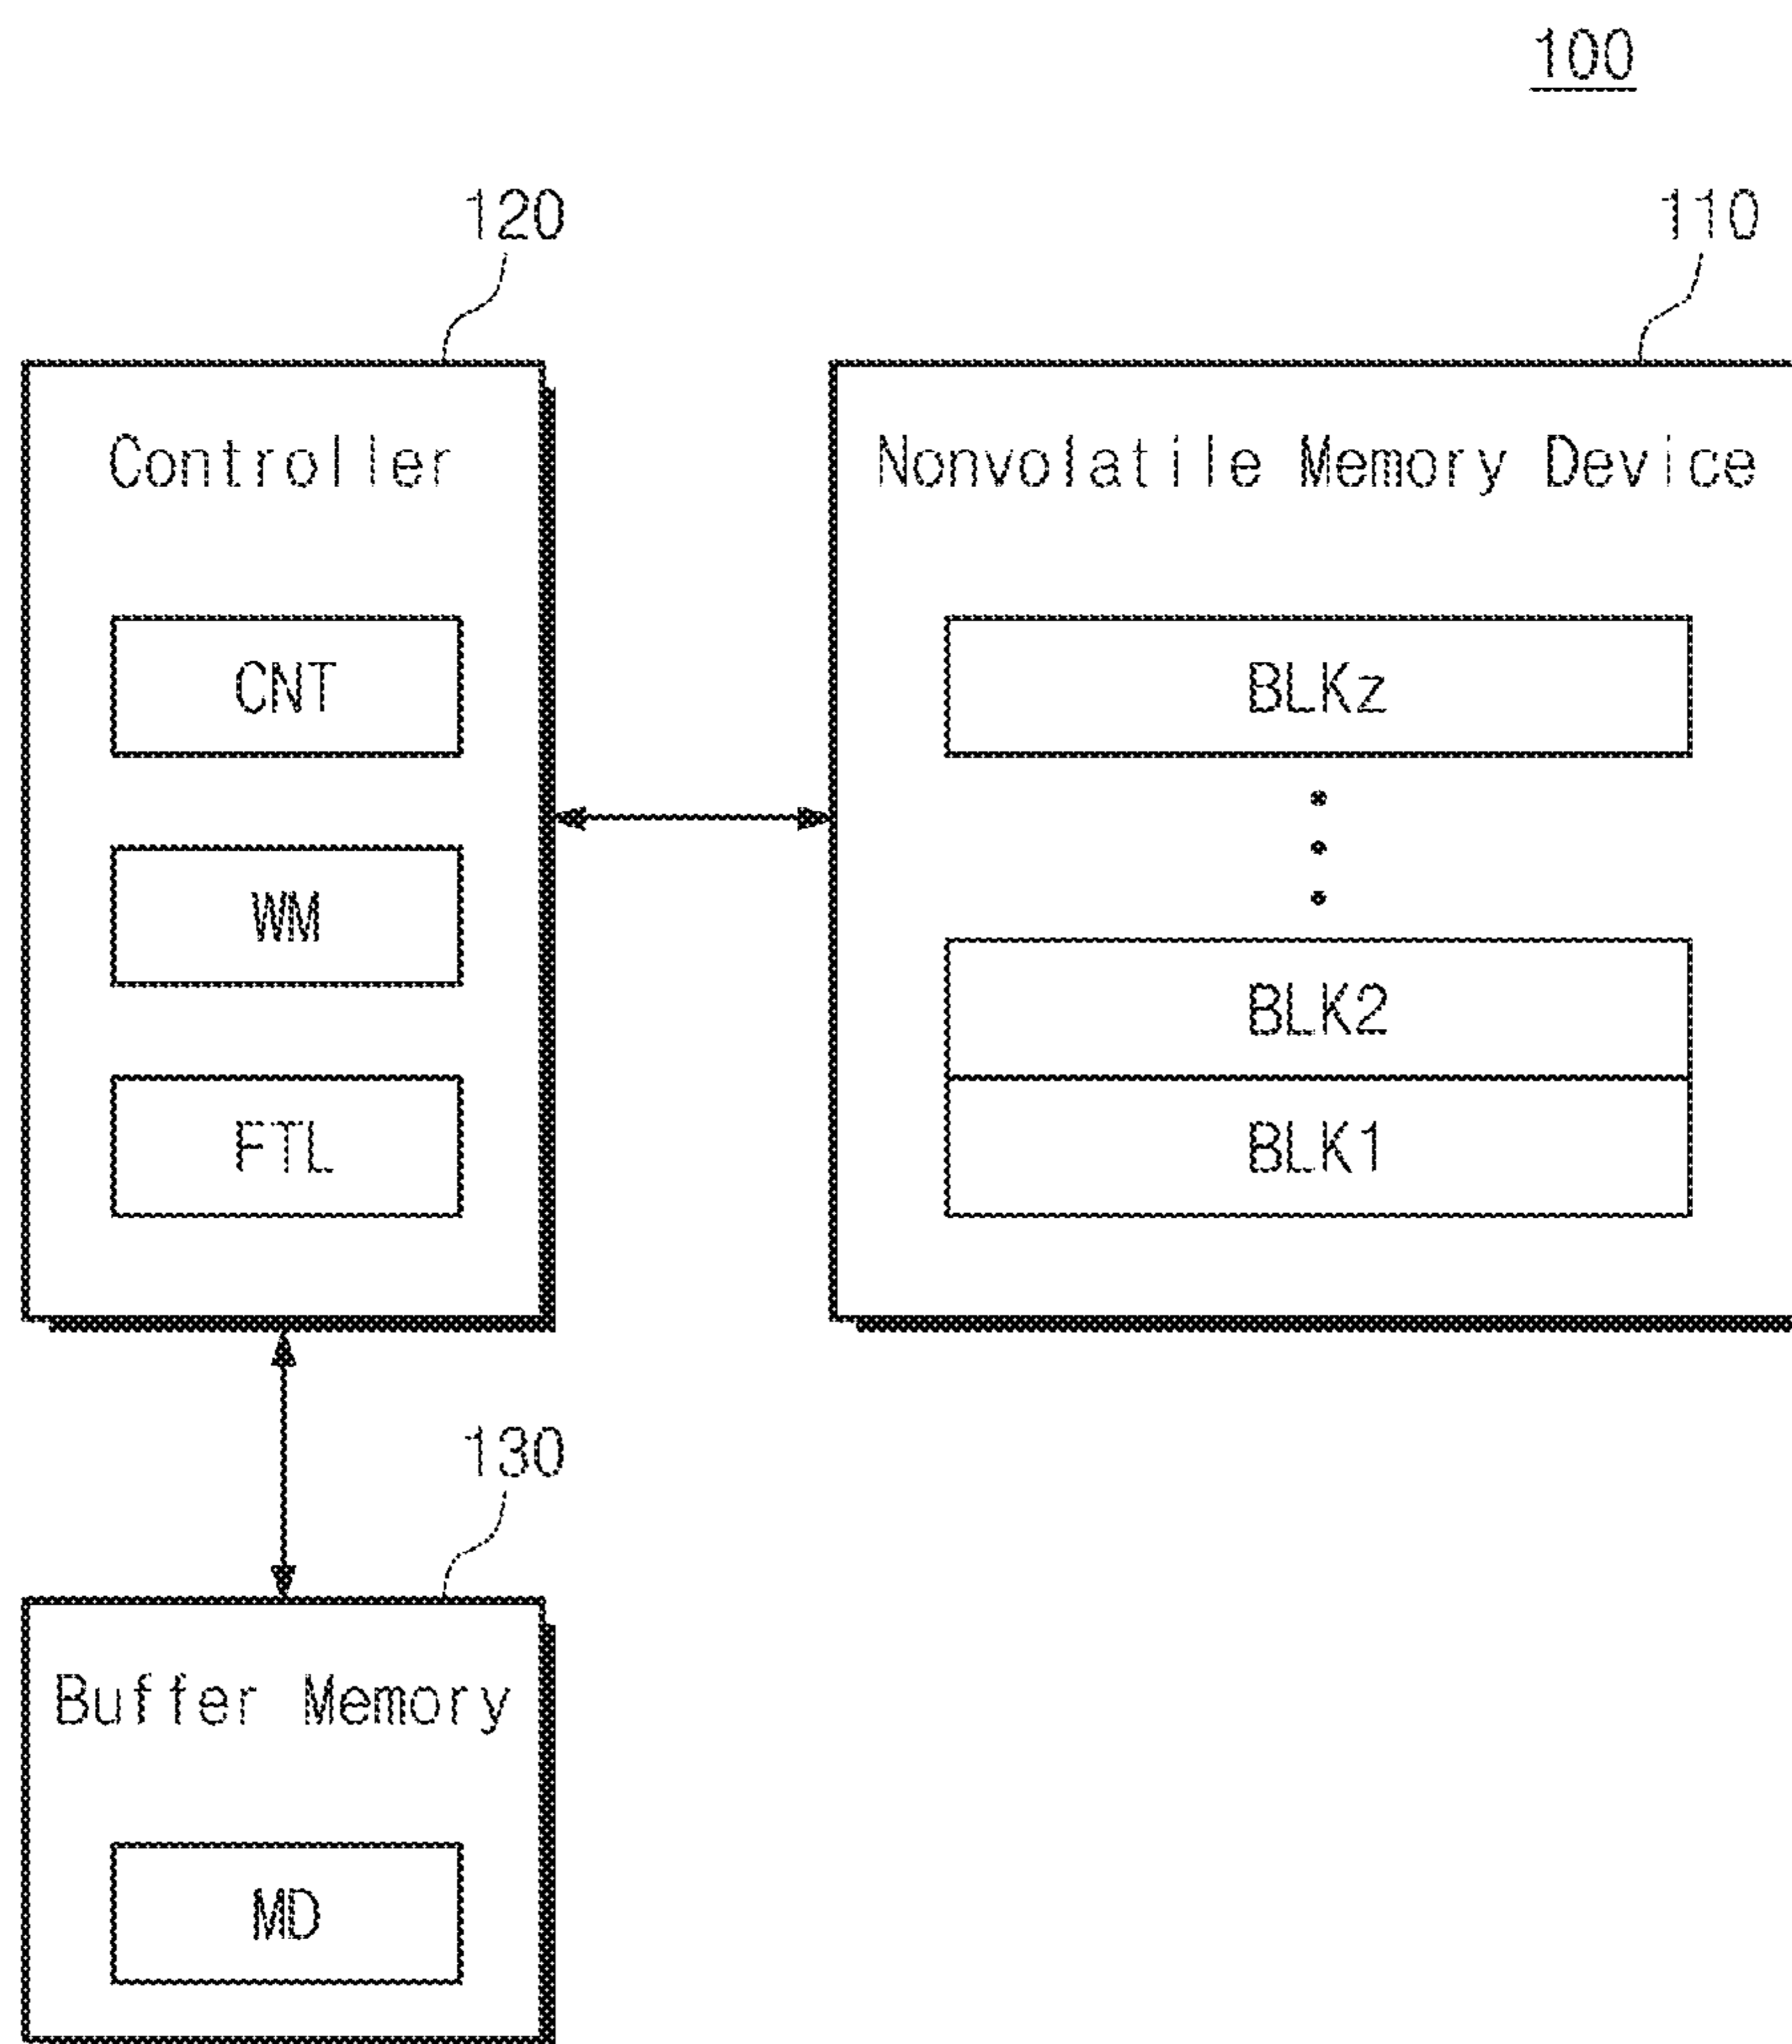 100
120
110
Controller
Nonvolatile Memory Device
CNT
BLKz
WM
BLK2
FTL
BLK1
130
Buffer Memory
MD